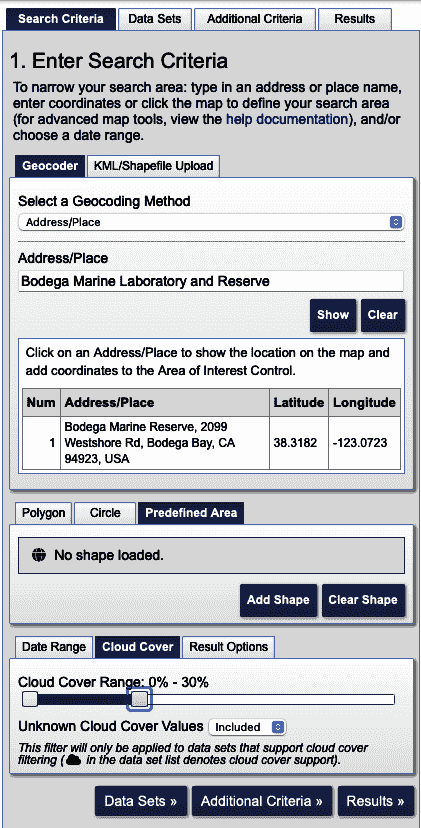 Search Criteria Data Sets Additional Criteria Results
1. Enter Search Criteria
To narrow your search area: type in an address or place name,
enter coordinates or click the map to define your search area
(for advanced map tools, view the help documentation), and/or
choose a date range.
Geocoder KML/Shapefile Upload
Select a Geocoding Method
Address/Place
Address/Place
Bodega Marine Laboratory and Reserve
Show Clear
Click on an Address/Place to show the location on the map and
add coordinates to the Area of Interest Control.
Num Address/Place Latitude Longitude
Bodega Marine Reserve, 2099
1 Westshore Rd, Bodega Bay, CA 38.3182 -123.0723
94923, USA
Polygon Circle Predefined Area
No shape loaded.
Add Shape Clear Shape
Date Range Cloud Cover Result Options
Cloud Cover Range: 0% - 30%
Unknown Cloud Cover Values Included
This filter will only be applied to data sets that support cloud cover
filtering ( in the data set list denotes cloud cover support).
Data Sets » Additional Criteria » Results »